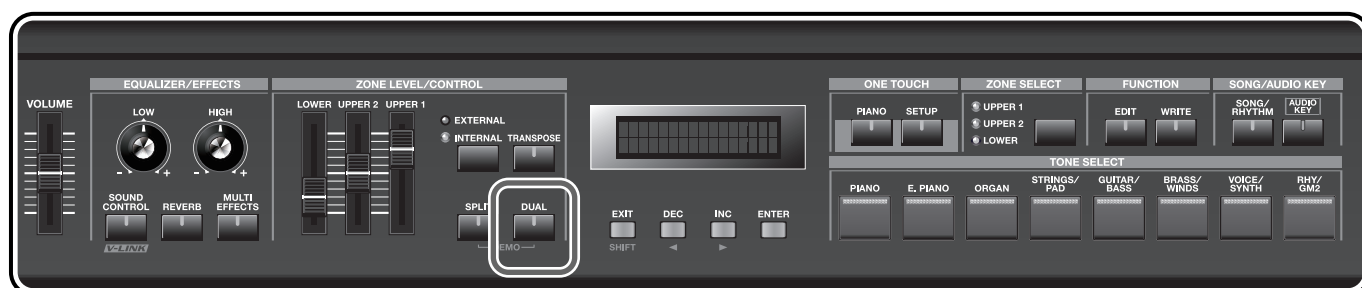 EQUALIZER/EFFECTS
ZONE LEVEL/CONTROL
ONE TOUCH
ZONE SELECT
FUNCTION
SONG/AUDIO KEY
VOLUME
LOW
HIGH
LOWER UPPER 2 UPPER 1
EXTERNAL
INTERNAL TRANSPOSE
PIANO SETUP
UPPER 1
UPPER 2
LOWER
EDIT WRITE
SONG/
RHYTHM
AUDIO
KEY
- +
- +
TONE SELECT
SOUND
CONTROL
REVERB
MULTI
EFFECTS
V-LINK
SPLIT
DUAL
EXIT DEC INC ENTER
SHIFT
PIANO
E. PIANO
ORGAN
STRINGS/
PAD
GUITAR/
BASS
BRASS/
WINDS
VOICE/
SYNTH
RHY/
GM2